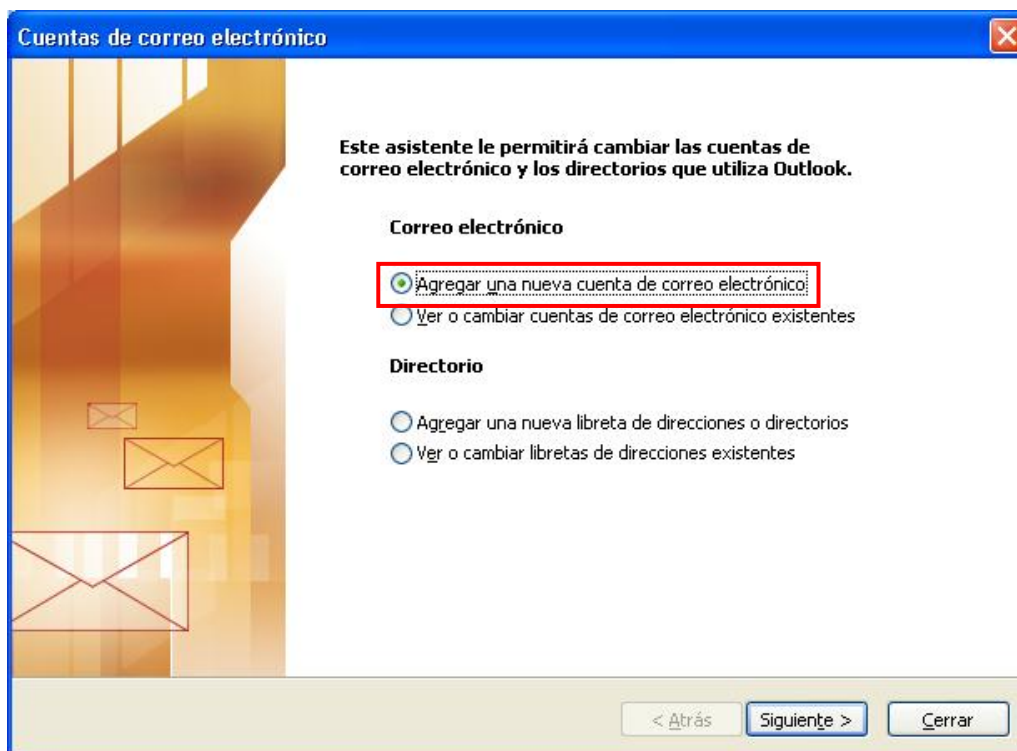 Cuentas de correo electrónico
Este asistente le permitirá cambiar las cuentas de
correo electrónico y los directorios que utiliza Outlook.
Correo electrónico
Agregar una nueva cuenta de correo electrónico
Ver o cambiar cuentas de correo electrónico existentes
Directorio
Agregar una nueva libreta de direcciones o directorios
Ver o cambiar libretas de direcciones existentes
< Atrás Siguiente > Cerrar